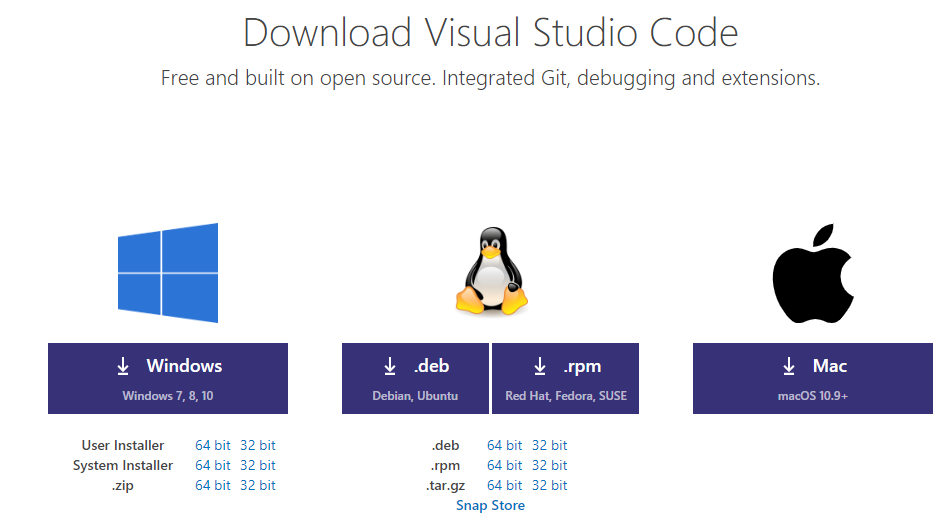 Download Visual Studio Code
Free and built on open source. Integrated Git, debugging and extensions.
Windows
Windows 7, 8, 10
User Installer 64 bit 32 bit
System Installer 64 bit 32 bit
.zip 64 bit 32 bit
.deb
Debian, Ubuntu
.rpm
Red Hat, Fedora, SUSE
.deb 64 bit 32 bit
.rpm 64 bit 32 bit
.tar.gz 64 bit 32 bit
Snap Store
Mac
macOS 10.9+